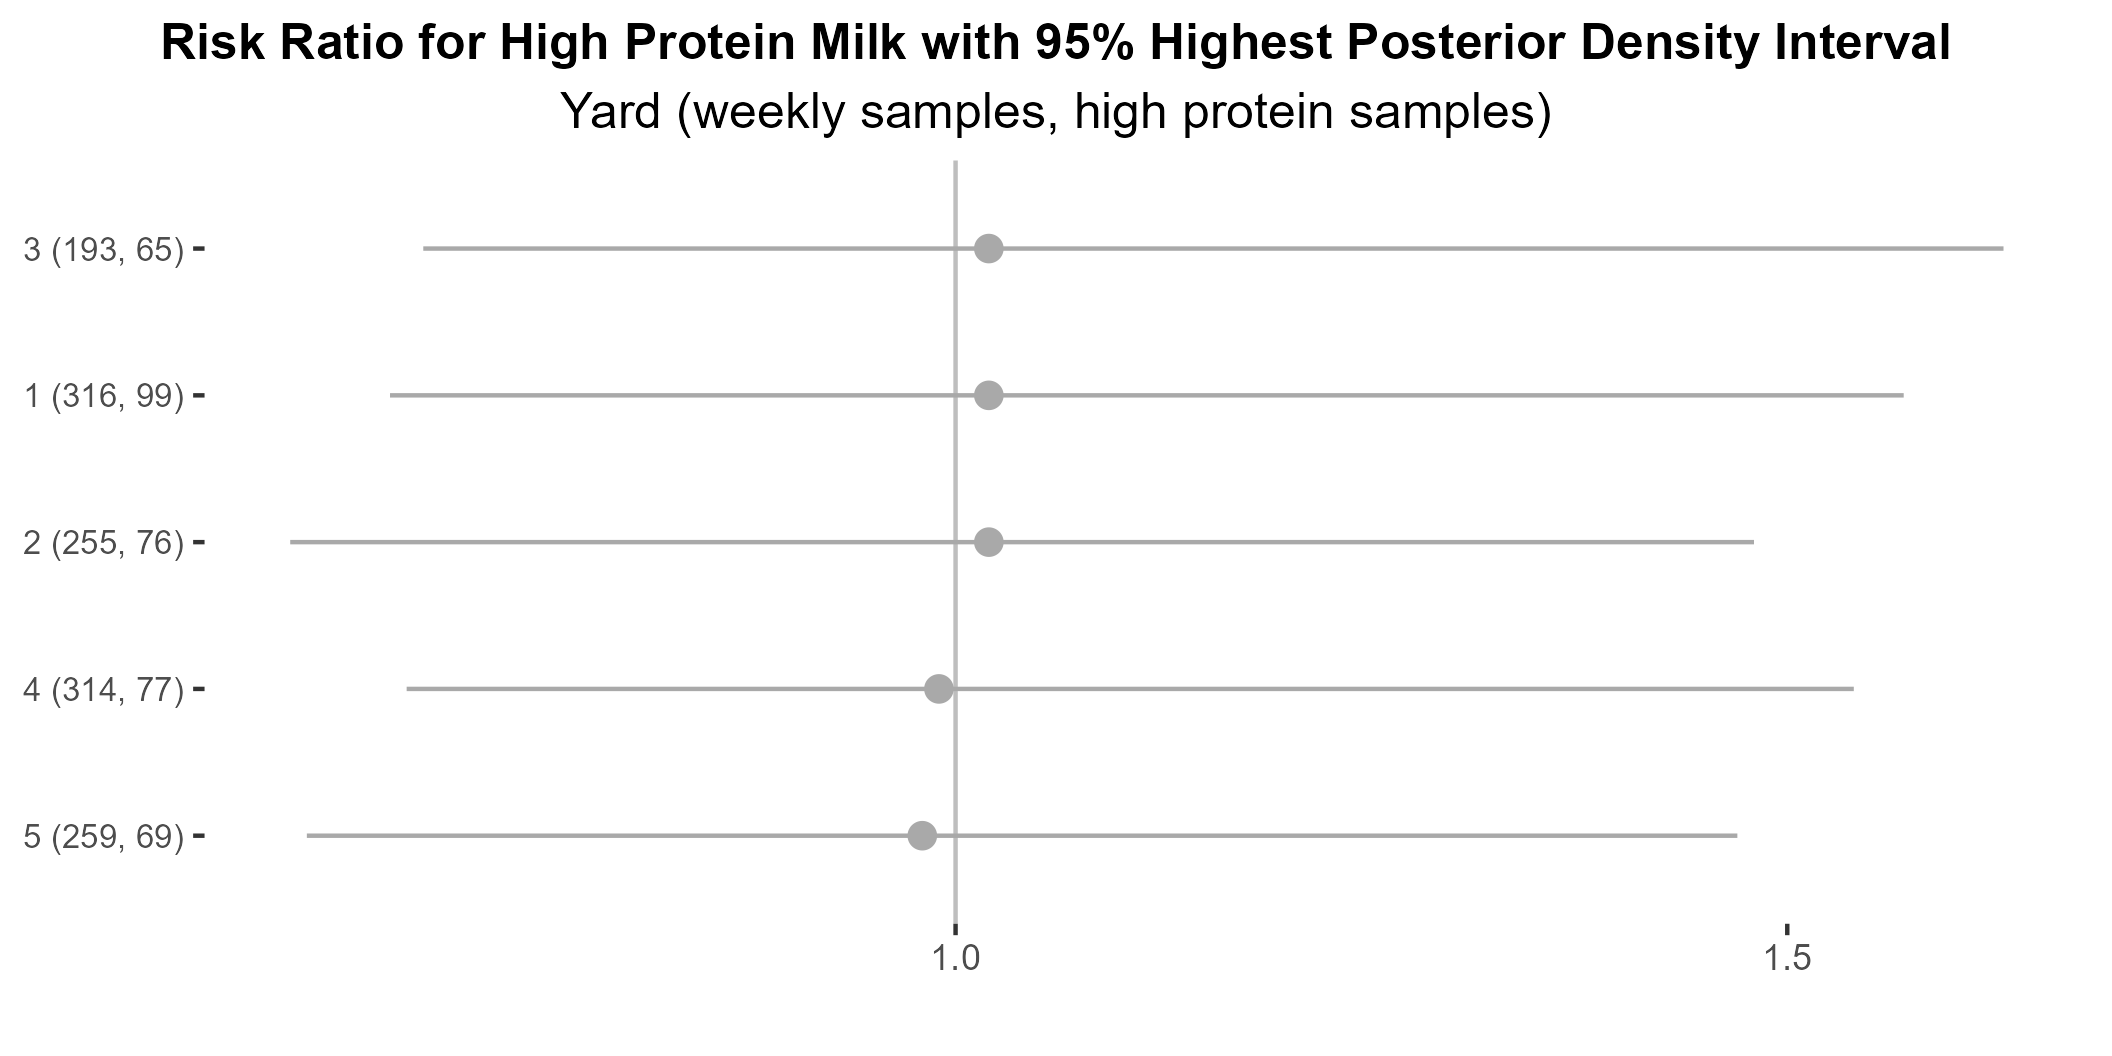 Risk Ratio for High Protein Milk with 95% Highest Posterior Density Interval
Yard (weekly samples, high protein samples)
3 (193, 65)
1 (316, 99)
2 (255, 76)
4 (314, 77)
5 (259, 69)
1.0
1.5